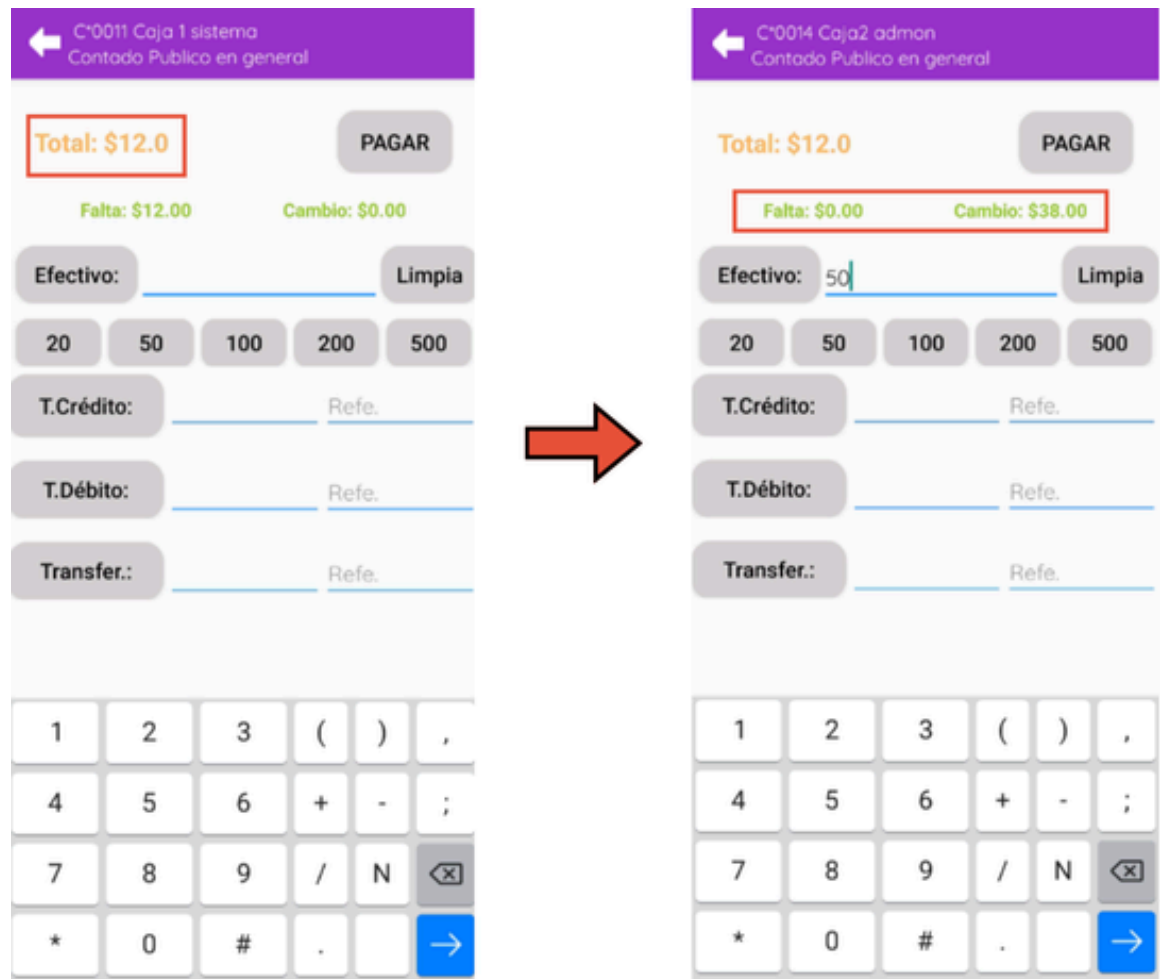 C*0011 Caja 1 sistema
Contado Publico en general
Total: $12.0
PAGAR
Falta: $12.00 Cambio: $0.00
Efectivo: Limpia
20 50 100 200 500
T.Crédito: Refe.
T.Débito: Refe.
Transfer.: Refe.
1 2 3 ( ) ,
4 5 6 + - ;
7 8 9 / N
* 0 # .
C*0014 Caja2 admon
Contado Publico en general
Total: $12.0
PAGAR
Falta: $0.00 Cambio: $38.00
Efectivo: 50 Limpia
20 50 100 200 500
T.Crédito: Refe.
T.Débito: Refe.
Transfer.: Refe.
1 2 3 ( ) ,
4 5 6 + - ;
7 8 9 / N
* 0 # .